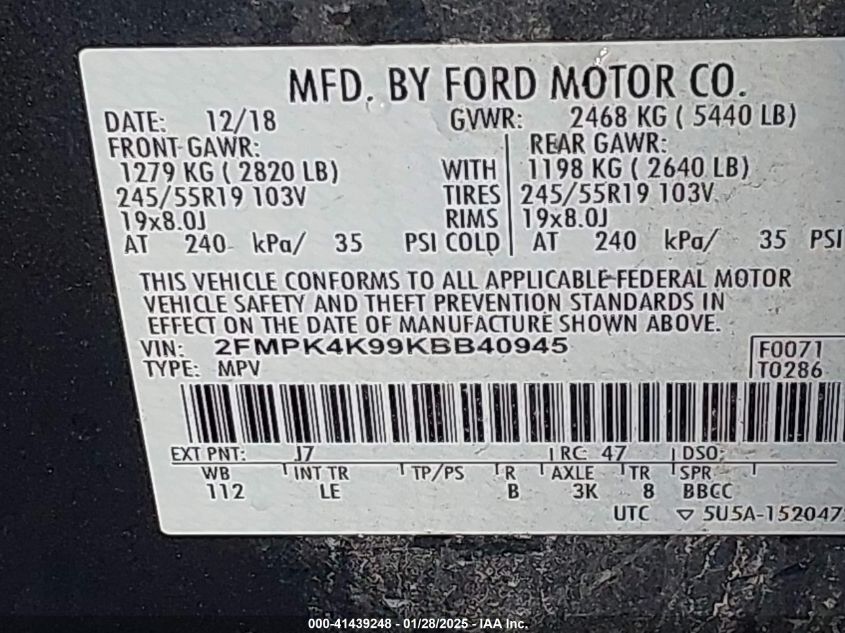 MFD. BY FORD MOTOR CO.
DATE: 12/18 GVWR: 2468 KG ( 5440 LB)
FRONT GAWR: REAR GAWR:
1279 KG ( 2820 LB) WITH 1198 KG ( 2640 LB)
245/55R19 103V TIRES 245/55R19 103V
19x8.0J RIMS 19x8.0J
AT 240 kPa/ 35 PSI COLD AT 240 kPa/ 35 PSI
THIS VEHICLE CONFORMS TO ALL APPLICABLE FEDERAL MOTOR
VEHICLE SAFETY AND THEFT PREVENTION STANDARDS IN
EFFECT ON THE DATE OF MANUFACTURE SHOWN ABOVE.
VIN: 2FMPK4K99KBB40945 F0071
TYPE: MPV T0286
EXT PNT: J7 RC: 47 DSO:
WB INT TR TP/PS R AXLE TR SPR
112 LE B 3K 8 BBCC
UTC ▽ 5U5A-152047
000-41439248 - 01/28/2025 - IAA Inc.